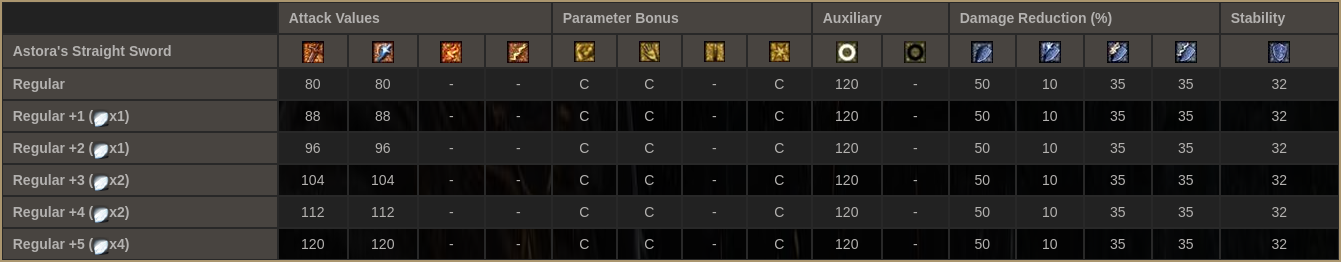 Attack Values Parameter Bonus Auxiliary Damage Reduction (%) Stability
Astora's Straight Sword
Regular 80 80 - - C C - C 120 - 50 10 35 35 32
Regular +1 (x1) 88 88 - - C C - C 120 - 50 10 35 35 32
Regular +2 (x1) 96 96 - - C C - C 120 - 50 10 35 35 32
Regular +3 (x2) 104 104 - - C C - C 120 - 50 10 35 35 32
Regular +4 (x2) 112 112 - - C C - C 120 - 50 10 35 35 32
Regular +5 (x4) 120 120 - - C C - C 120 - 50 10 35 35 32